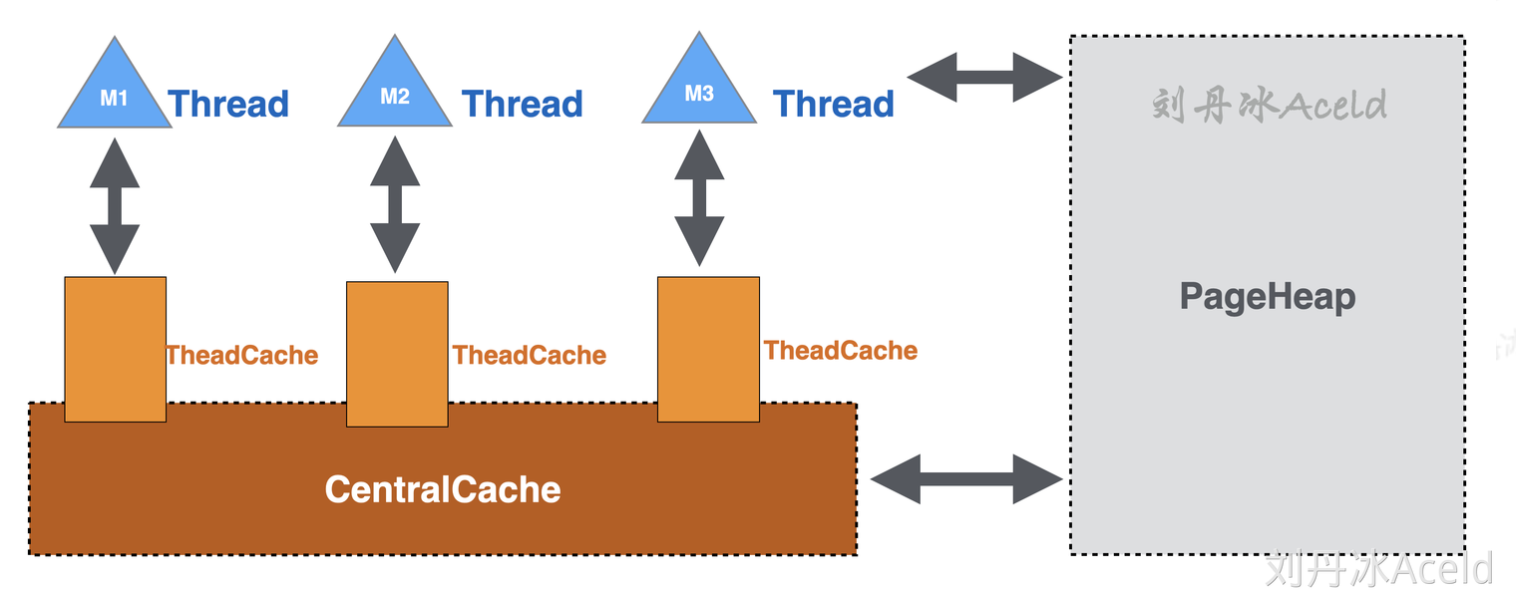 M1
Thread
M2
Thread
M3
Thread
刘丹冰Aceld
PageHeap
TheadCache
TheadCache
TheadCache
CentralCache
刘丹冰Aceld